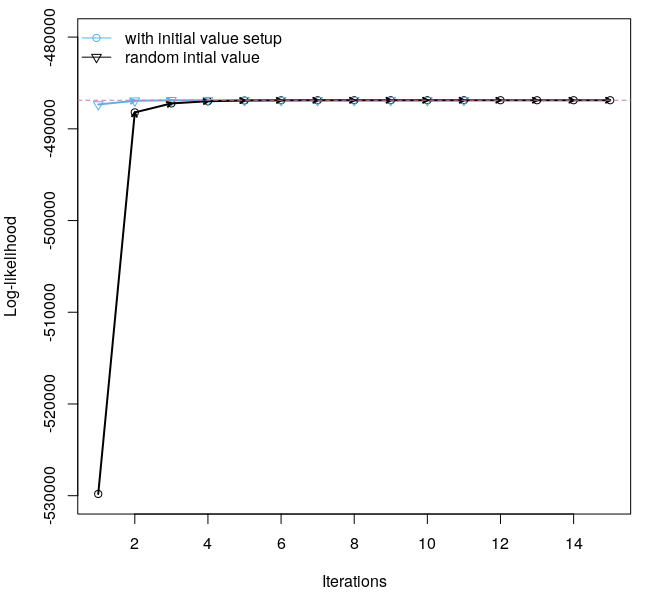 with initial value setup
random intial value
-480000
-490000
-500000
-510000
-520000
-530000
Log-likelihood
2 4 6 8 10 12 14
Iterations